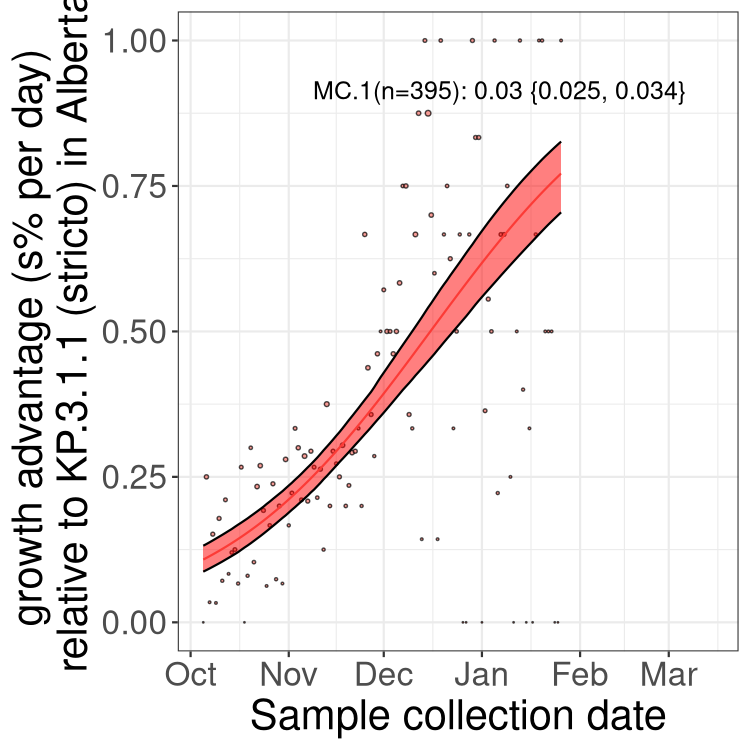 growth advantage (s% per day)
relative to KP.3.1.1 (stricto) in Alberta
1.00
0.75
0.50
0.25
0.00
MC.1(n=395): 0.03 {0.025, 0.034}
Oct Nov Dec Jan Feb Mar
Sample collection date